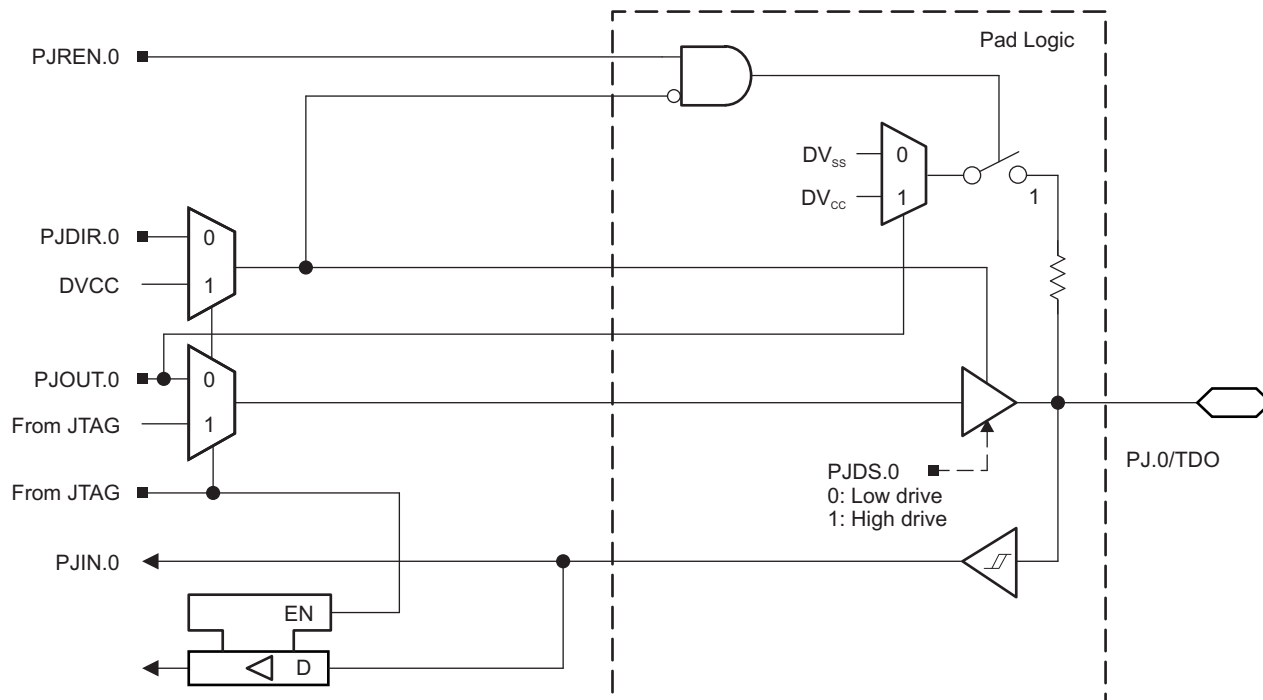 Pad Logic
PJREN.0
DVSS
0
DVCC
1
1
PJDIR.0
0
DVCC
1
PJOUT.0
0
From JTAG
1
PJDS.0
0: Low drive
1: High drive
PJ.0/TDO
From JTAG
PJIN.0
EN
D